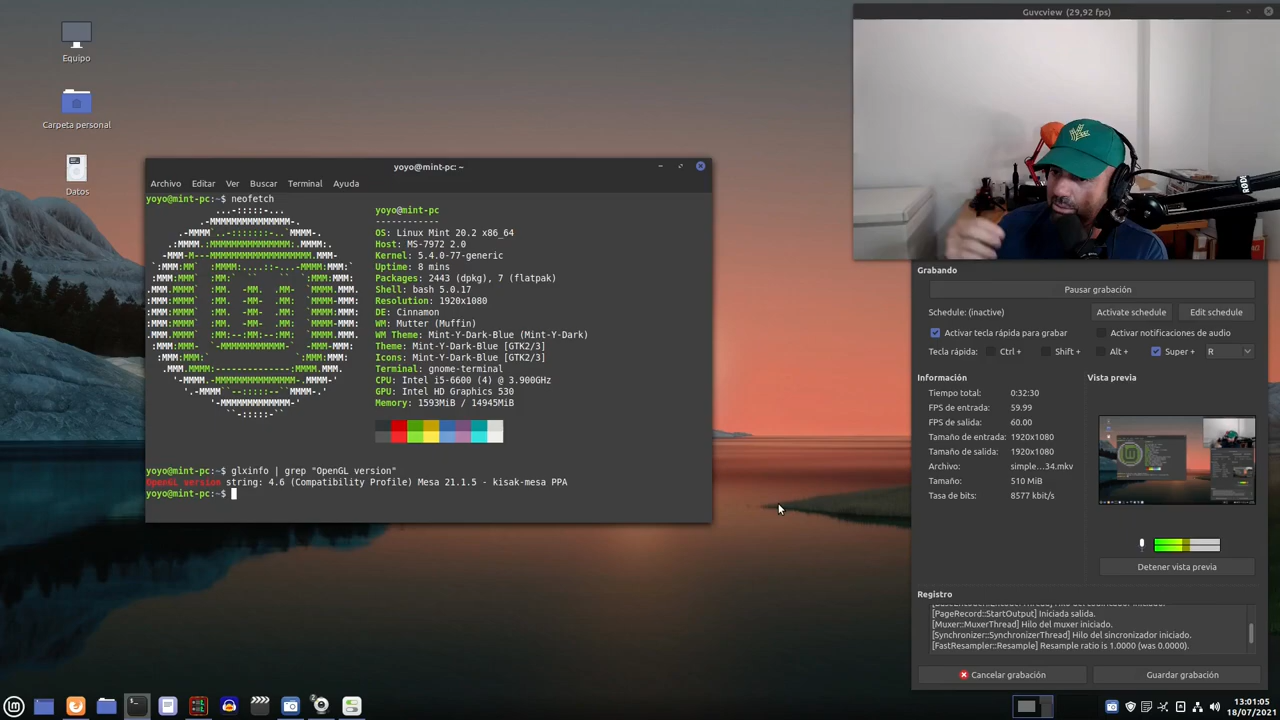 Equipo
Carpeta personal
Datos
yoyo@mint-pc: ~
Archivo Editar Ver Buscar Terminal Ayuda
yoyo@mint-pc:~$ neofetch
yoyo@mint-pc
------------
OS: Linux Mint 20.2 x86_64
Host: MS-7972 2.0
Kernel: 5.4.0-77-generic
Uptime: 8 mins
Packages: 2443 (dpkg), 7 (flatpak)
Shell: bash 5.0.17
Resolution: 1920x1080
DE: Cinnamon
WM: Mutter (Muffin)
WM Theme: Mint-Y-Dark-Blue (Mint-Y-Dark)
Theme: Mint-Y-Dark-Blue [GTK2/3]
Icons: Mint-Y-Dark-Blue [GTK2/3]
Terminal: gnome-terminal
CPU: Intel i5-6600 (4) @ 3.900GHz
GPU: Intel HD Graphics 530
Memory: 1593MiB / 14945MiB
yoyo@mint-pc:~$ glxinfo | grep "OpenGL version"
OpenGL version string: 4.6 (Compatibility Profile) Mesa 21.1.5 - kisak-mesa PPA
yoyo@mint-pc:~$
Guvcview (29,92 fps)
Grabando
Pausar grabación
Schedule: (inactive) Activate schedule Edit schedule
Activar tecla rápida para grabar Activar notificaciones de audio
Tecla rápida: Ctrl + Shift + Alt + Super + R
Información
Tiempo total: 0:32:30
FPS de entrada: 59.99
FPS de salida: 60.00
Tamaño de entrada: 1920x1080
Tamaño de salida: 1920x1080
Archivo: simple...34.mkv
Tamaño: 510 MiB
Tasa de bits: 8577 kbit/s
Vista previa
Detener vista previa
Registro
[PageRecord::StartOutput] Iniciada salida.
[Muxer::MuxerThread] Hilo del muxer iniciado.
[Synchronizer::SynchronizerThread] Hilo del sincronizador iniciado.
[FastResampler::Resample] Resample ratio is 1.0000 (was 0.0000).
Cancelar grabación Guardar grabación
13:01:05
18/07/2021